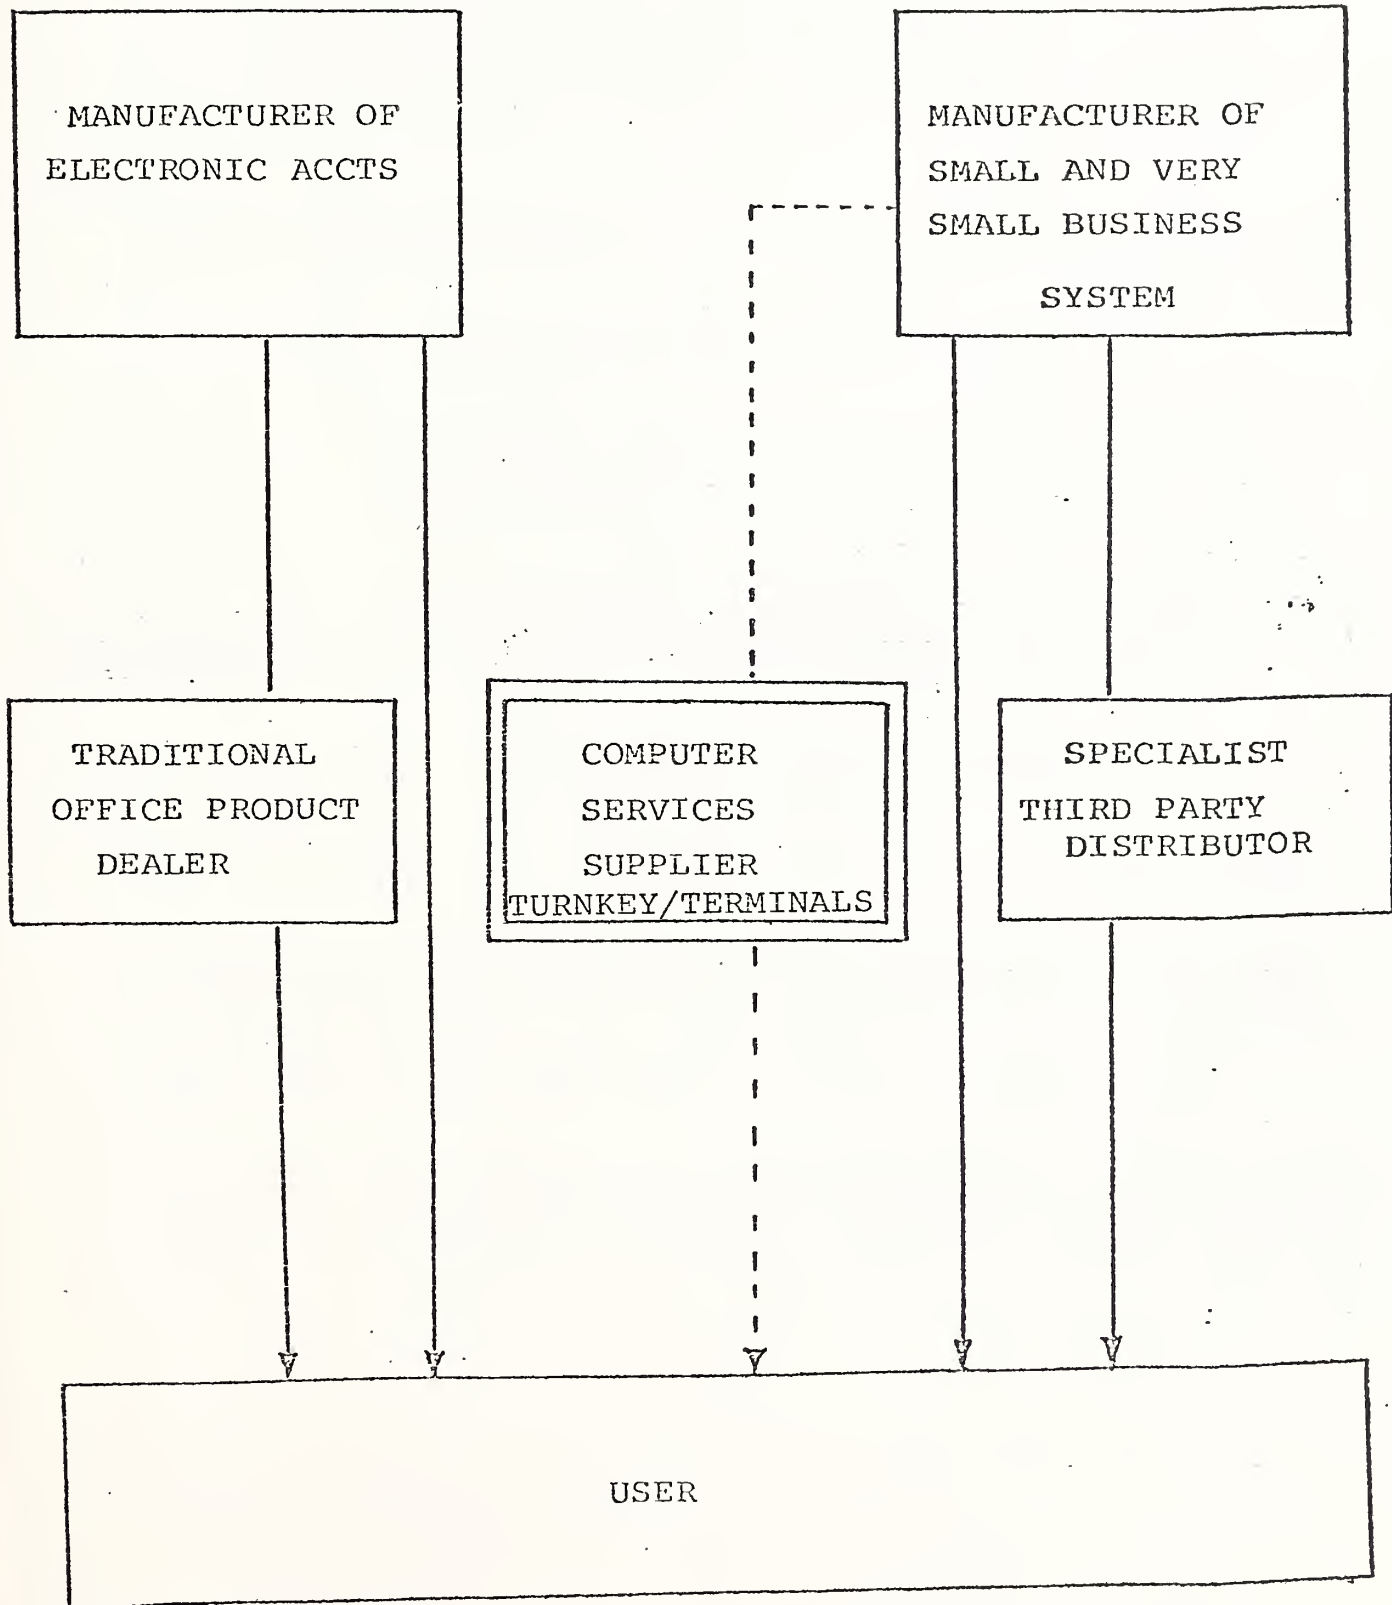 MANUFACTURER OF
ELECTRONIC ACCTS
MANUFACTURER OF
SMALL AND VERY
SMALL BUSINESS
SYSTEM
TRADITIONAL
OFFICE PRODUCT
DEALER
COMPUTER
SERVICES
SUPPLIER
TURNKEY/TERMINALS
SPECIALIST
THIRD PARTY
DISTRIBUTOR
USER